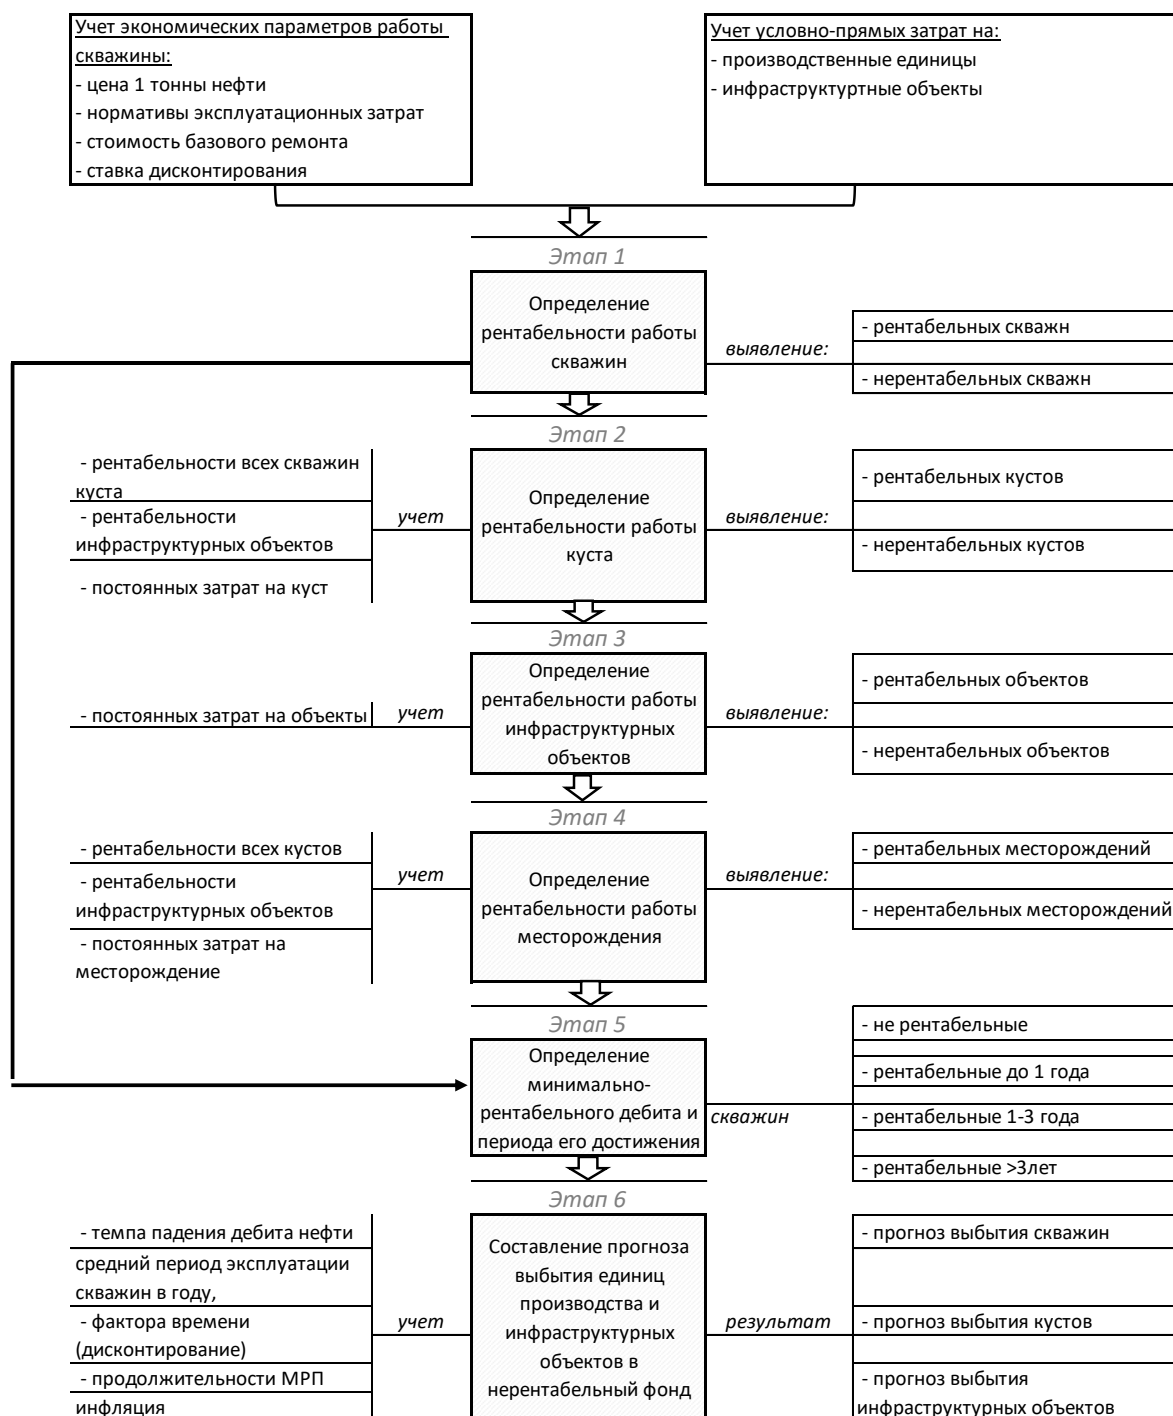 Учет экономических параметров работы
скважины:
- цена 1 тонны нефти
- нормативы эксплуатационных затрат
- стоимость базового ремонта
- ставка дисконтирования
Учет условно-прямых затрат на:
- производственные единицы
- инфраструктуртные объекты
Этап 1
Определение
рентабельности работы
скважин
выявление:
- рентабельных скважн
- нерентабельных скважн
Этап 2
- рентабельности всех скважин
куста
- рентабельности
инфраструктурных объектов
- постоянных затрат на куст
учет
Определение
рентабельности работы
куста
выявление:
- рентабельных кустов
- нерентабельных кустов
Этап 3
- постоянных затрат на объекты
учет
Определение
рентабельности работы
инфраструктурных
объектов
выявление:
- рентабельных объектов
- нерентабельных объектов
Этап 4
- рентабельности всех кустов
- рентабельности
инфраструктурных объектов
- постоянных затрат на
месторождение
учет
Определение
рентабельности работы
месторождения
выявление:
- рентабельных месторождений
- нерентабельных месторождений
Этап 5
Определение
минимально-
рентабельного дебита и
периода его достижения
скважин
- не рентабельные
- рентабельные до 1 года
- рентабельные 1-3 года
- рентабельные >3лет
Этап 6
- темпа падения дебита нефти
средний период эксплуатации
скважин в году,
- фактора времени
(дисконтирование)
- продолжительности МРП
инфляция
учет
Составление прогноза
выбытия единиц
производства и
инфраструктурных
объектов в
нерентабельный фонд
результат
- прогноз выбытия скважин
- прогноз выбытия кустов
- прогноз выбытия
инфраструктурных объектов